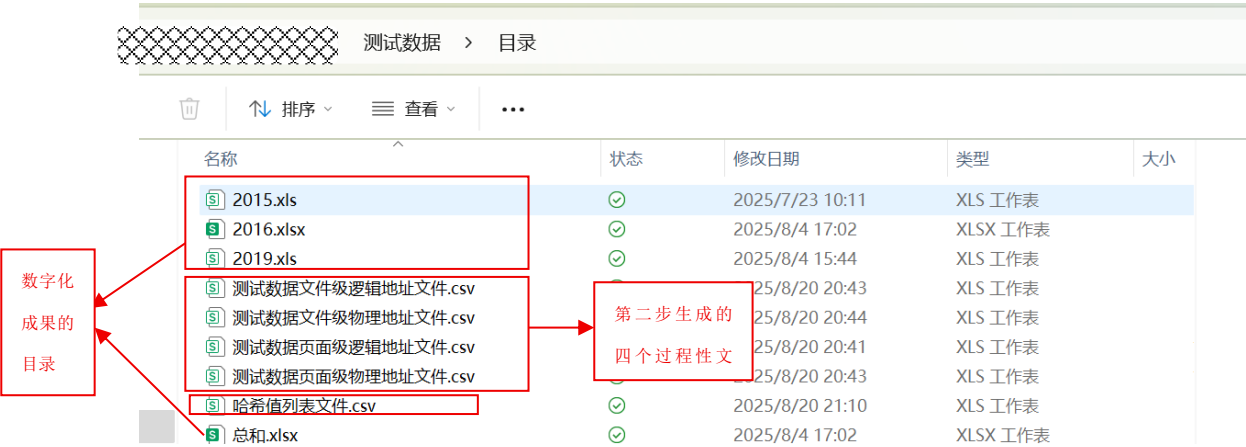 测试数据 › 目录
排序 查看 •••
名称 状态 修改日期 类型 大小
2015.xls 2025/7/23 10:11 XLS 工作表
2016.xlsx 2025/8/4 17:02 XLSX 工作表
2019.xls 2025/8/4 15:44 XLS 工作表
测试数据文件级逻辑地址文件.csv 25/8/20 20:43 XLS 工作表
测试数据文件级物理地址文件.csv 25/8/20 20:44 XLS 工作表
测试数据页面级逻辑地址文件.csv 25/8/20 20:41 XLS 工作表
测试数据页面级物理地址文件.csv 25/8/20 20:43 XLS 工作表
哈希值列表文件.csv 2025/8/20 21:10 XLS 工作表
总和.xlsx 2025/8/4 17:02 XLSX 工作表
数字化
成果的
目录
第二步生成的
四个过程性文